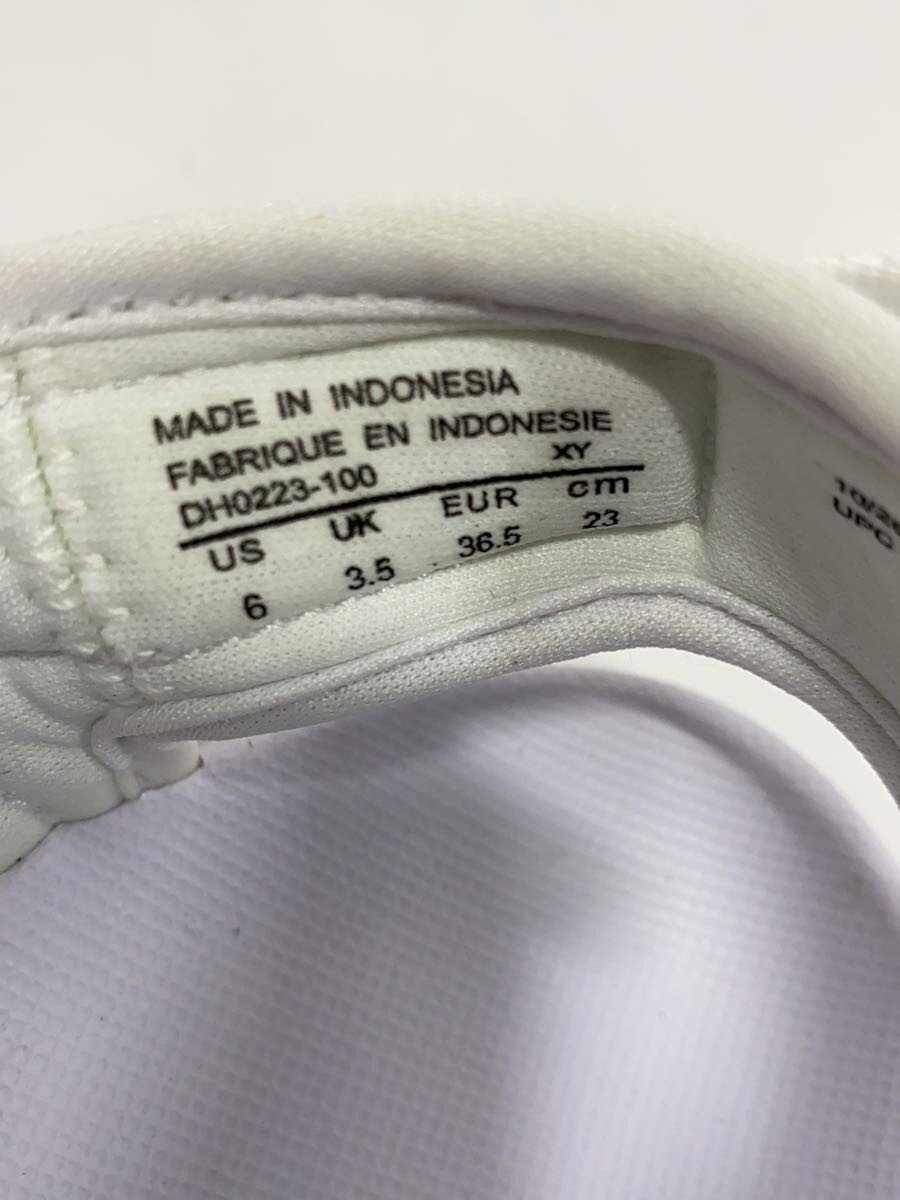 MADE IN INDONESIA
FABRIQUE EN INDONESIE
DH0223-100 XY
US UK EUR cm
6 3.5 36.5 23
UPC